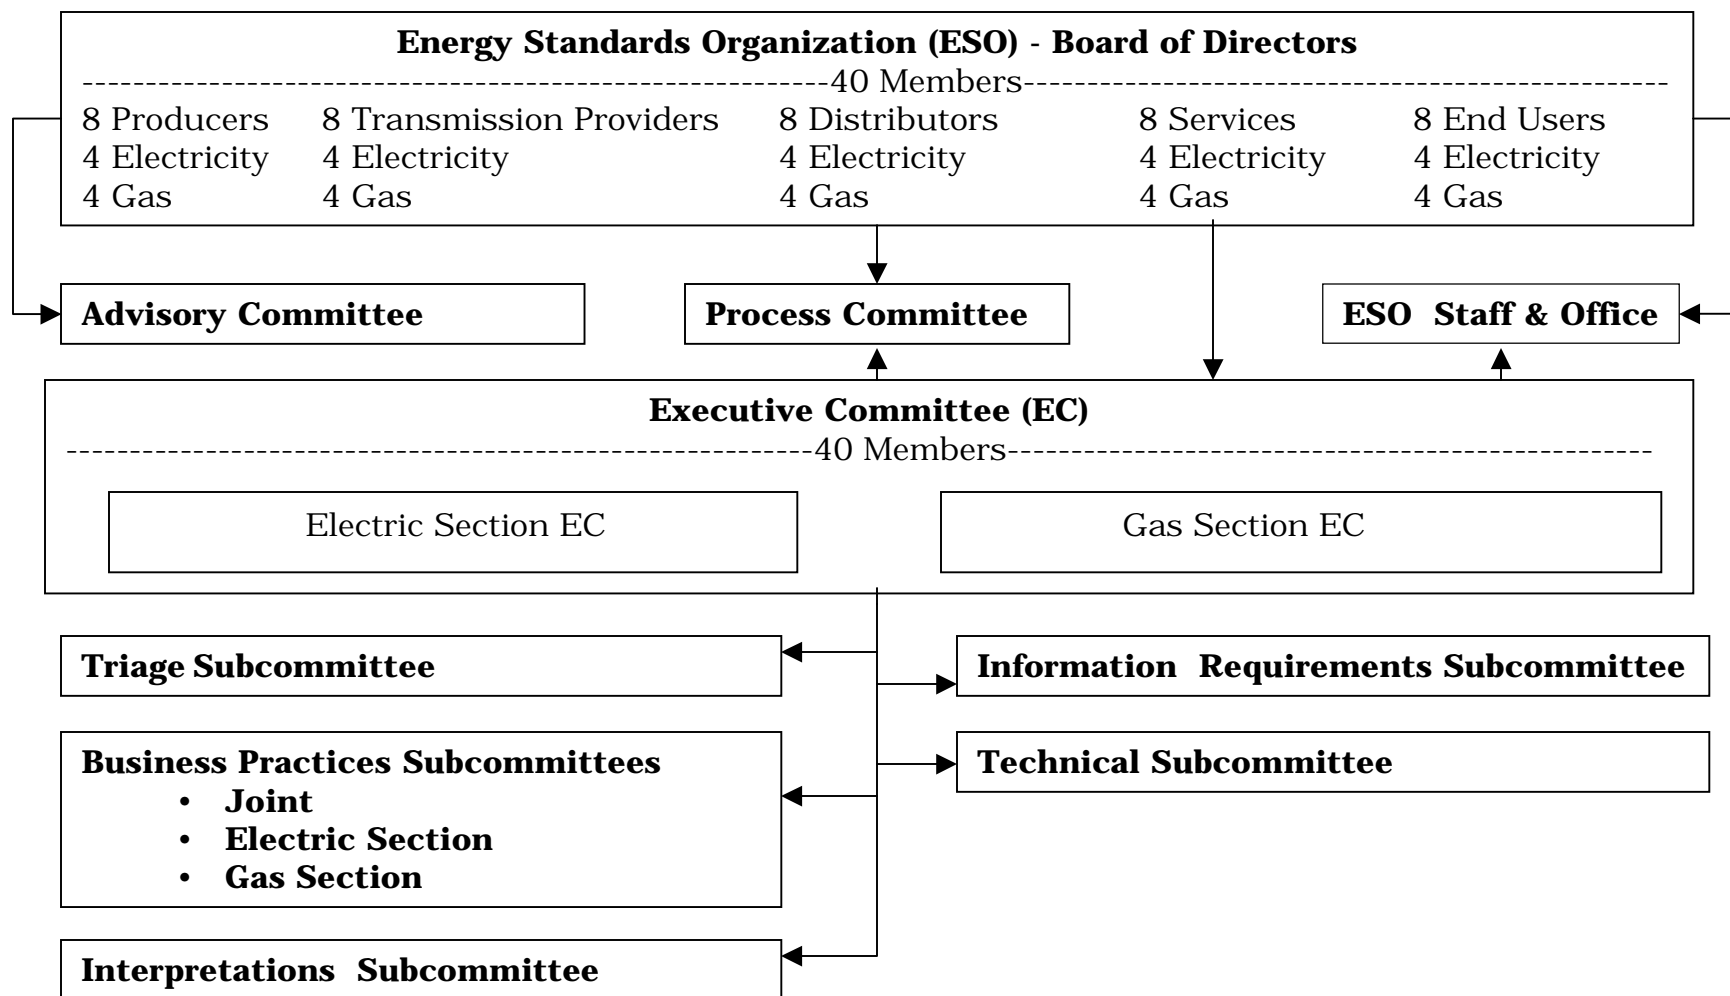 Energy Standards Organization (ESO) - Board of Directors
-----------------------------------------------------------40 Members---------------------------------------------------
8 Producers 8 Transmission Providers 8 Distributors 8 Services 8 End Users
4 Electricity 4 Electricity 4 Electricity 4 Electricity 4 Electricity
4 Gas 4 Gas 4 Gas 4 Gas 4 Gas
Advisory Committee Process Committee ESO Staff & Office
Executive Committee (EC)
-----------------------------------------------------------40 Members---------------------------------------------------
Electric Section EC Gas Section EC
Triage Subcommittee Information Requirements Subcommittee
Business Practices Subcommittees Technical Subcommittee
• Joint
• Electric Section
• Gas Section
Interpretations Subcommittee